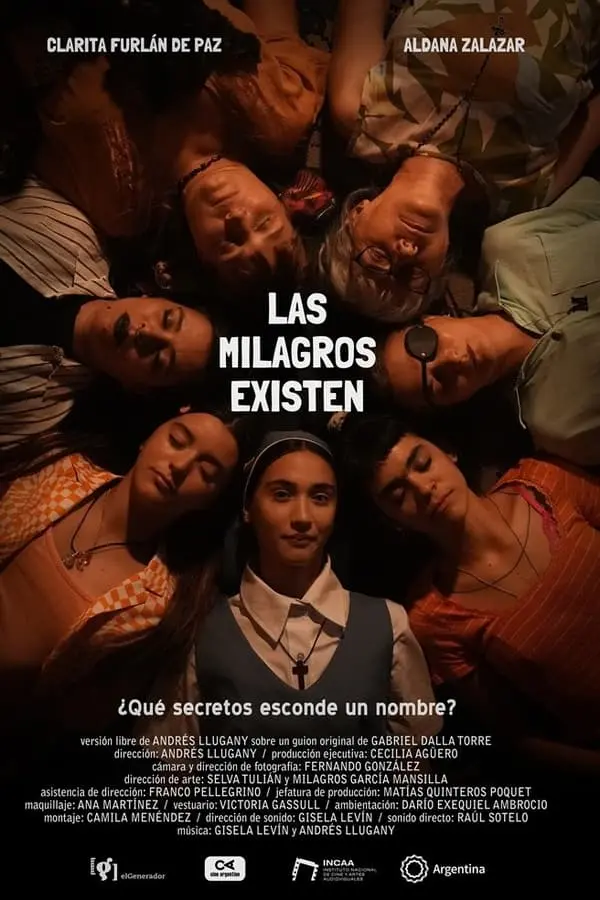 CLARITA FURLÁN DE PAZ
ALDANA ZALAZAR
LAS
MILAGROS
EXISTEN
¿Qué secretos esconde un nombre?
versión libre de ANDRÉS LLUGANY sobre un guion original de GABRIEL DALLA TORRE
dirección: ANDRÉS LLUGANY / producción ejecutiva: CECILIA AGÜERO
cámara y dirección de fotografía: FERNANDO GONZÁLEZ
dirección de arte: SELVA TULIÁN y MILAGROS GARCÍA MANSILLA
asistencia de dirección: FRANCO PELLEGRINO / jefatura de producción: MATÍAS QUINTEROS POQUET
maquillaje: ANA MARTÍNEZ / vestuario: VICTORIA GASSULL / ambientación: DARÍO EXEQUIEL AMBROCIO
montaje: CAMILA MENÉNDEZ / dirección de sonido: GISELA LEVÍN / sonido directo: RAÚL SOTELO
música: GISELA LEVÍN y ANDRÉS LLUGANY
elGenerador
CA
cine argentino
INCAA
INSTITUTO NACIONAL
DE CINE Y ARTES
AUDIOVISUALES
Argentina